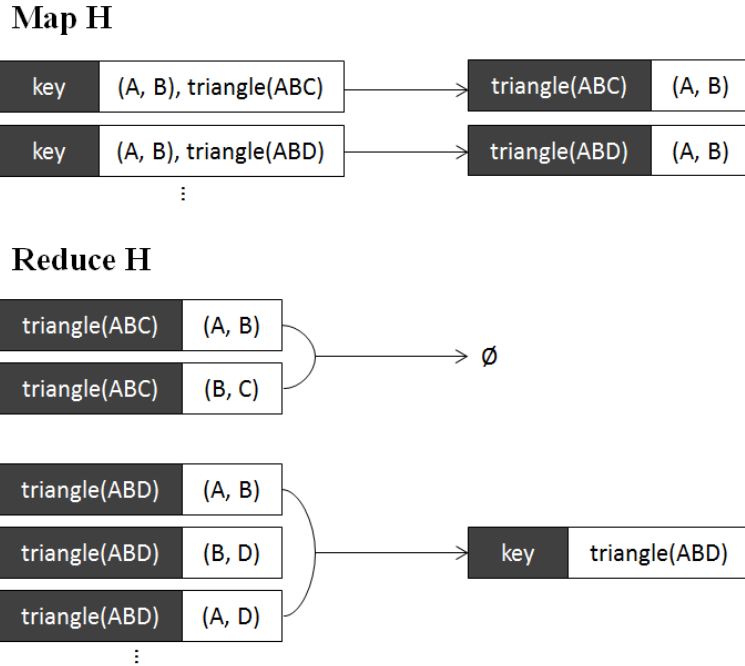 Map H
key (A, B), triangle(ABC) triangle(ABC) (A, B)
key (A, B), triangle(ABD) triangle(ABD) (A, B)
⋮
Reduce H
triangle(ABC) (A, B)
∅
triangle(ABC) (B, C)
triangle(ABD) (A, B)
triangle(ABD) (B, D) key triangle(ABD)
triangle(ABD) (A, D)
⋮